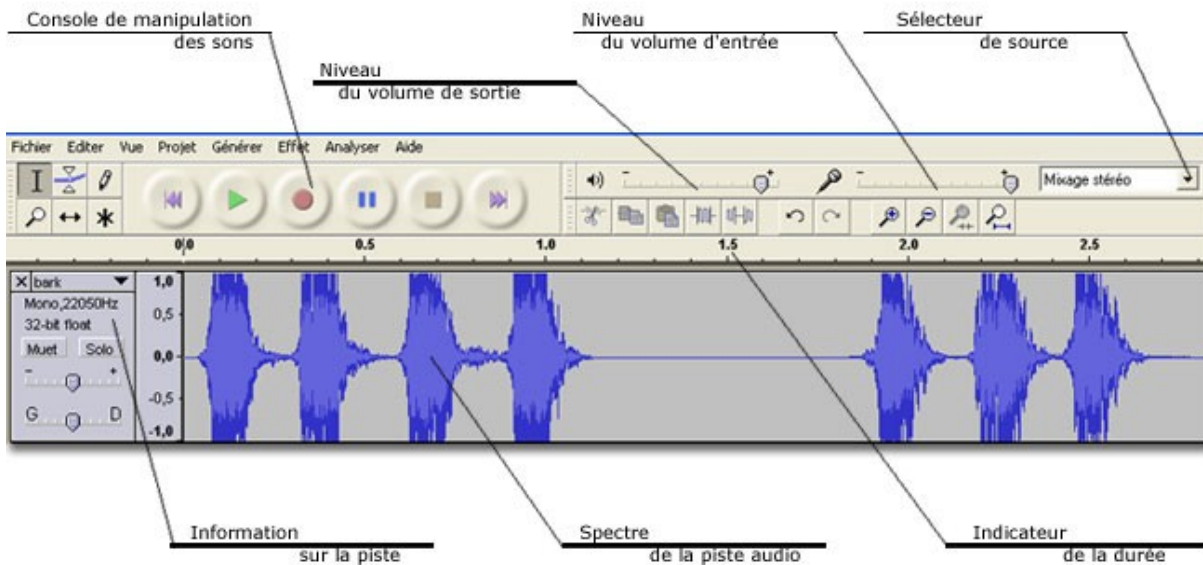 Console de manipulation
des sons
Niveau
du volume d'entrée
Sélecteur
de source
Niveau
du volume de sortie
Fichier Editer Vue Projet Générer Effet Analyser Aide
- +
- +
Mixage stéréo
0,0 0.5 1.0 1.5 2.0 2.5
bark
Mono,22050Hz
32-bit float
Muet Solo
- +
G D
1,0
0,5
0,0
-0,5
-1,0
Information
sur la piste
Spectre
de la piste audio
Indicateur
de la durée